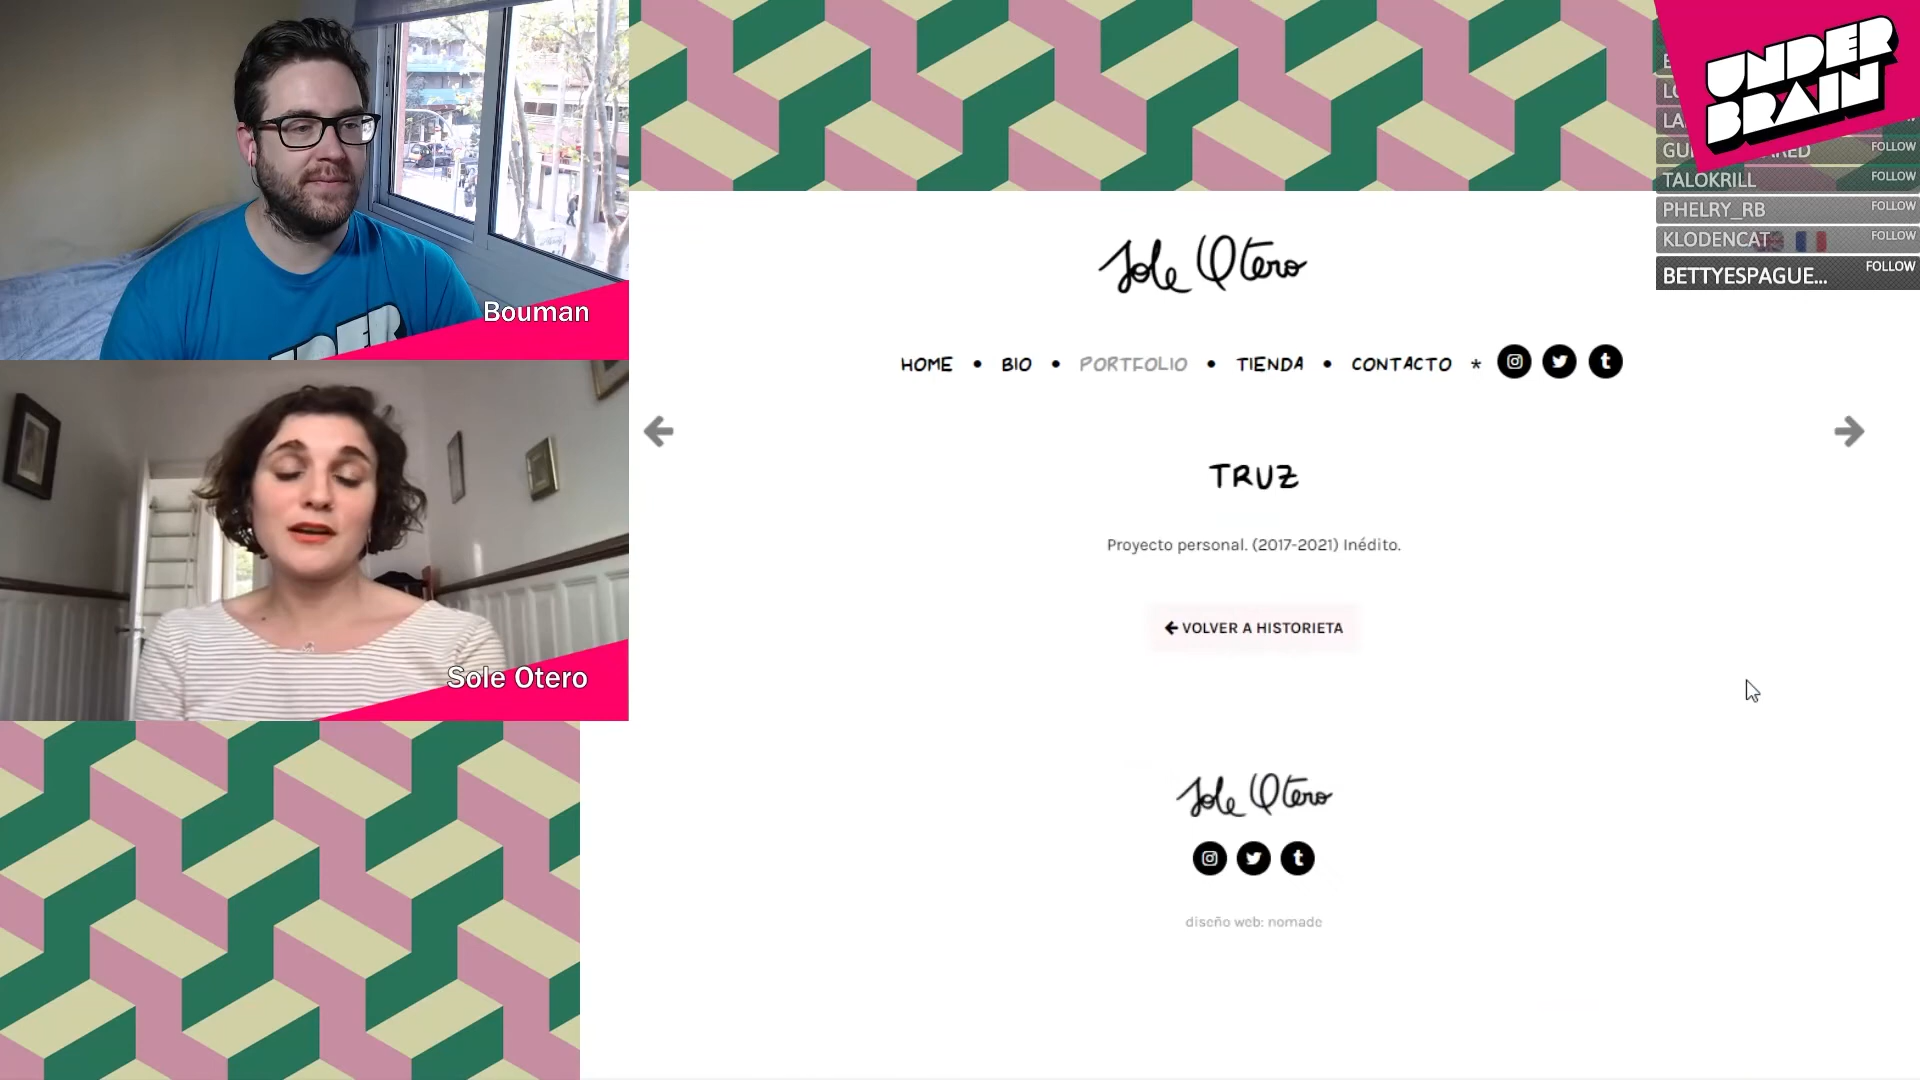 Bouman
Sole Otero
UNDER
BRAIN
FOLLOW
TALOKRILL FOLLOW
PHELRY_RB FOLLOW
KLODENCAT FOLLOW
BETTYESPAGUE... FOLLOW
Sole Otero
HOME • BIO • PORTFOLIO • TIENDA • CONTACTO *
TRUZ
Proyecto personal. (2017-2021) Inédito.
VOLVER A HISTORIETA
Sole Otero
diseño web: nomade